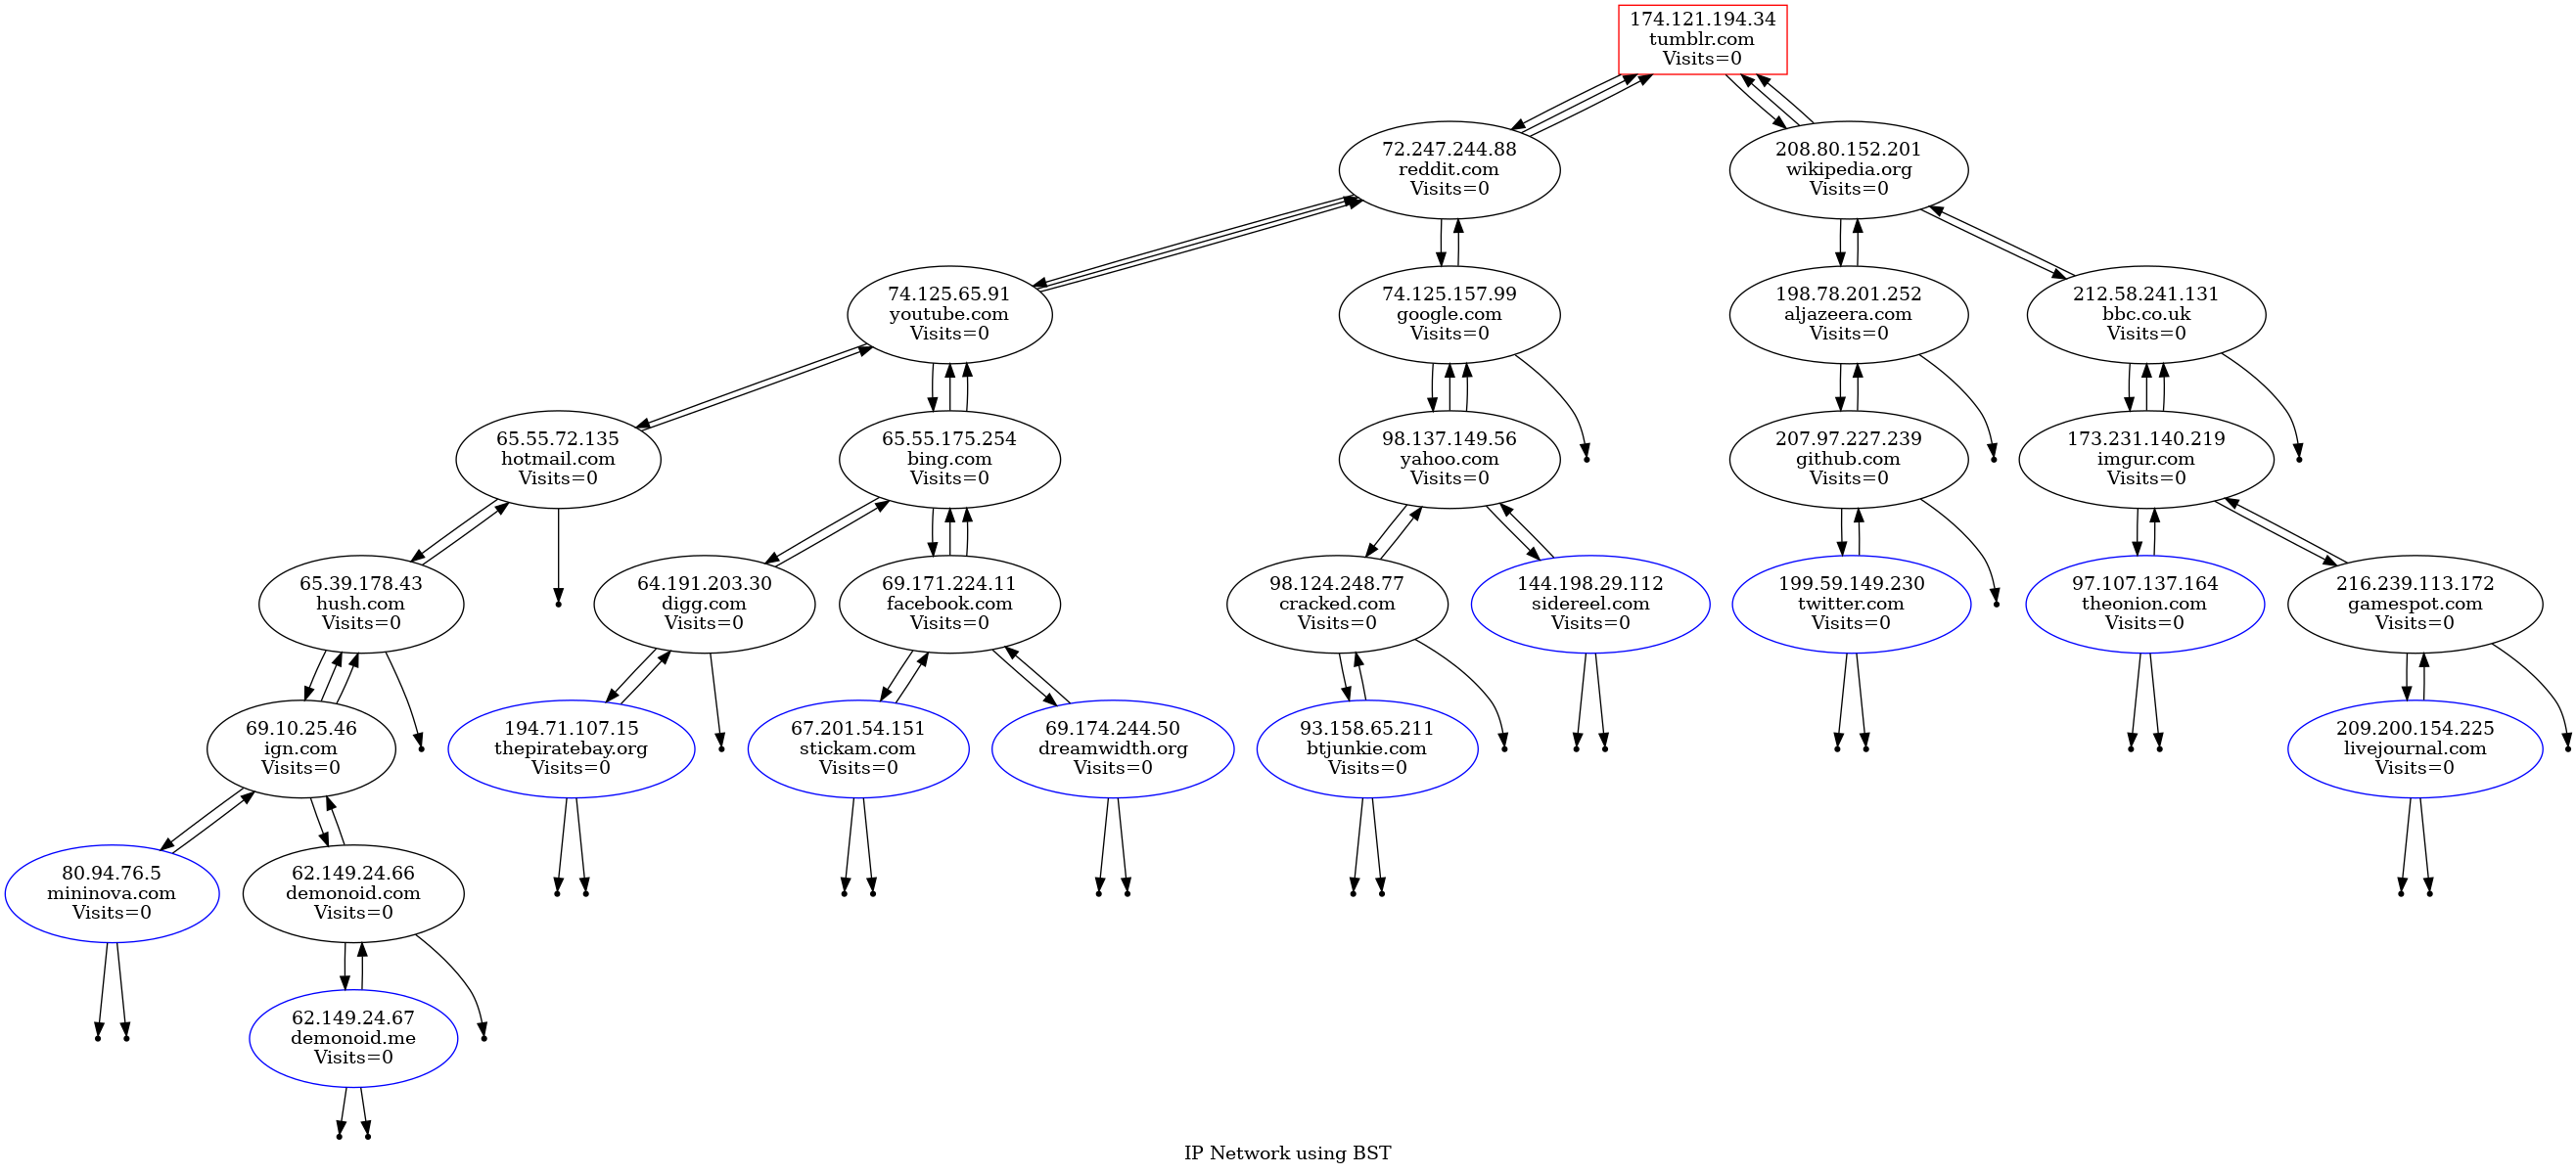 174.121.194.34
tumblr.com
Visits=0
72.247.244.88
reddit.com
Visits=0
208.80.152.201
wikipedia.org
Visits=0
74.125.65.91
youtube.com
Visits=0
74.125.157.99
google.com
Visits=0
198.78.201.252
aljazeera.com
Visits=0
212.58.241.131
bbc.co.uk
Visits=0
65.55.72.135
hotmail.com
Visits=0
65.55.175.254
bing.com
Visits=0
98.137.149.56
yahoo.com
Visits=0
207.97.227.239
github.com
Visits=0
173.231.140.219
imgur.com
Visits=0
65.39.178.43
hush.com
Visits=0
64.191.203.30
digg.com
Visits=0
69.171.224.11
facebook.com
Visits=0
98.124.248.77
cracked.com
Visits=0
144.198.29.112
sidereel.com
Visits=0
199.59.149.230
twitter.com
Visits=0
97.107.137.164
theonion.com
Visits=0
216.239.113.172
gamespot.com
Visits=0
69.10.25.46
ign.com
Visits=0
194.71.107.15
thepiratebay.org
Visits=0
67.201.54.151
stickam.com
Visits=0
69.174.244.50
dreamwidth.org
Visits=0
93.158.65.211
btjunkie.com
Visits=0
209.200.154.225
livejournal.com
Visits=0
80.94.76.5
mininova.com
Visits=0
62.149.24.66
demonoid.com
Visits=0
62.149.24.67
demonoid.me
Visits=0
IP Network using BST